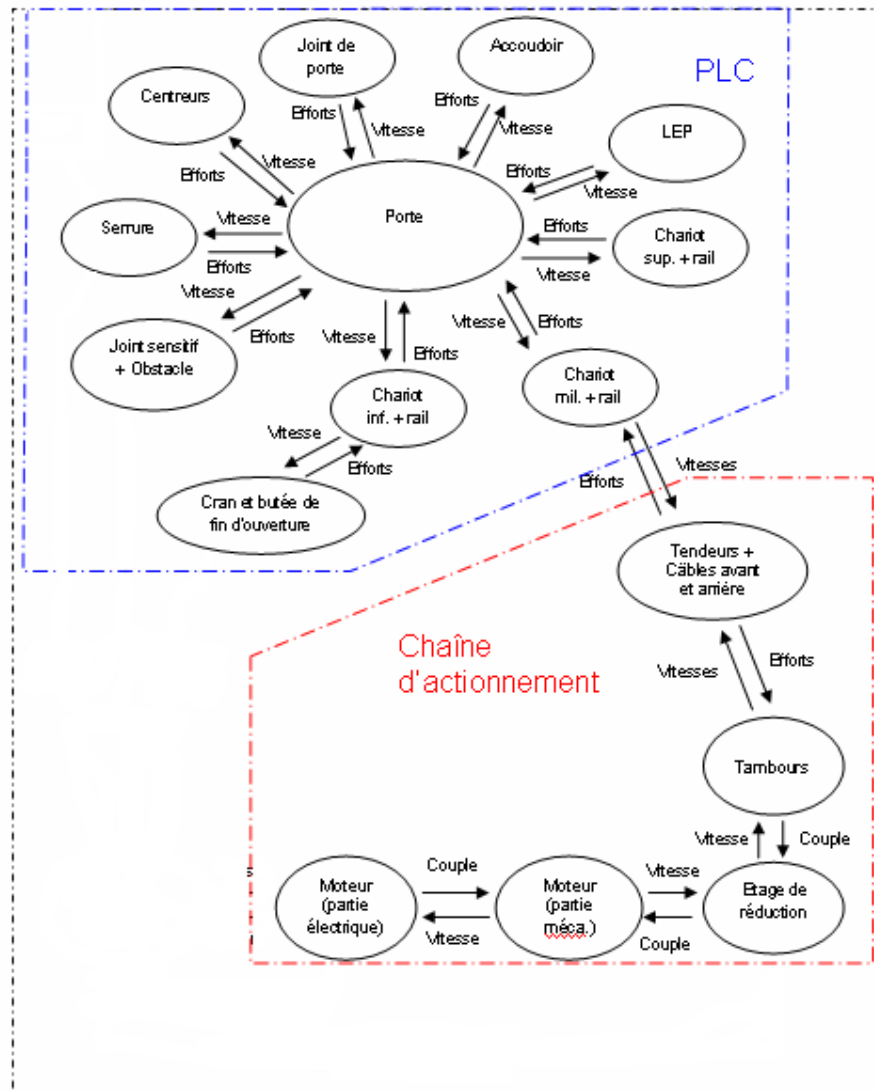 Joint de
porte
Accoudoir
PLC
Centreurs
Efforts
Vitesse
Efforts
Vitesse
LEP
Efforts
Vitesse
Efforts
Vitesse
Porte
Serrure
Vitesse
Efforts
Efforts
Vitesse
Chariot
sup. + rail
Vitesse
Efforts
Joint sensitif
+ Obstacle
Vitesse
Efforts
Vitesse
Efforts
Chariot
inf. + rail
Chariot
mil. + rail
Vitesse
Efforts
Cran et butée de
fin d'ouverture
Efforts
Vitesses
Tendeurs +
Câbles avant
et arrière
Chaîne
d'actionnement
Vitesses
Efforts
Tambours
Vitesse
Couple
Moteur
(partie
électrique)
Couple
Vitesse
Moteur
(partie
méca.)
Vitesse
Couple
Etage de
réduction